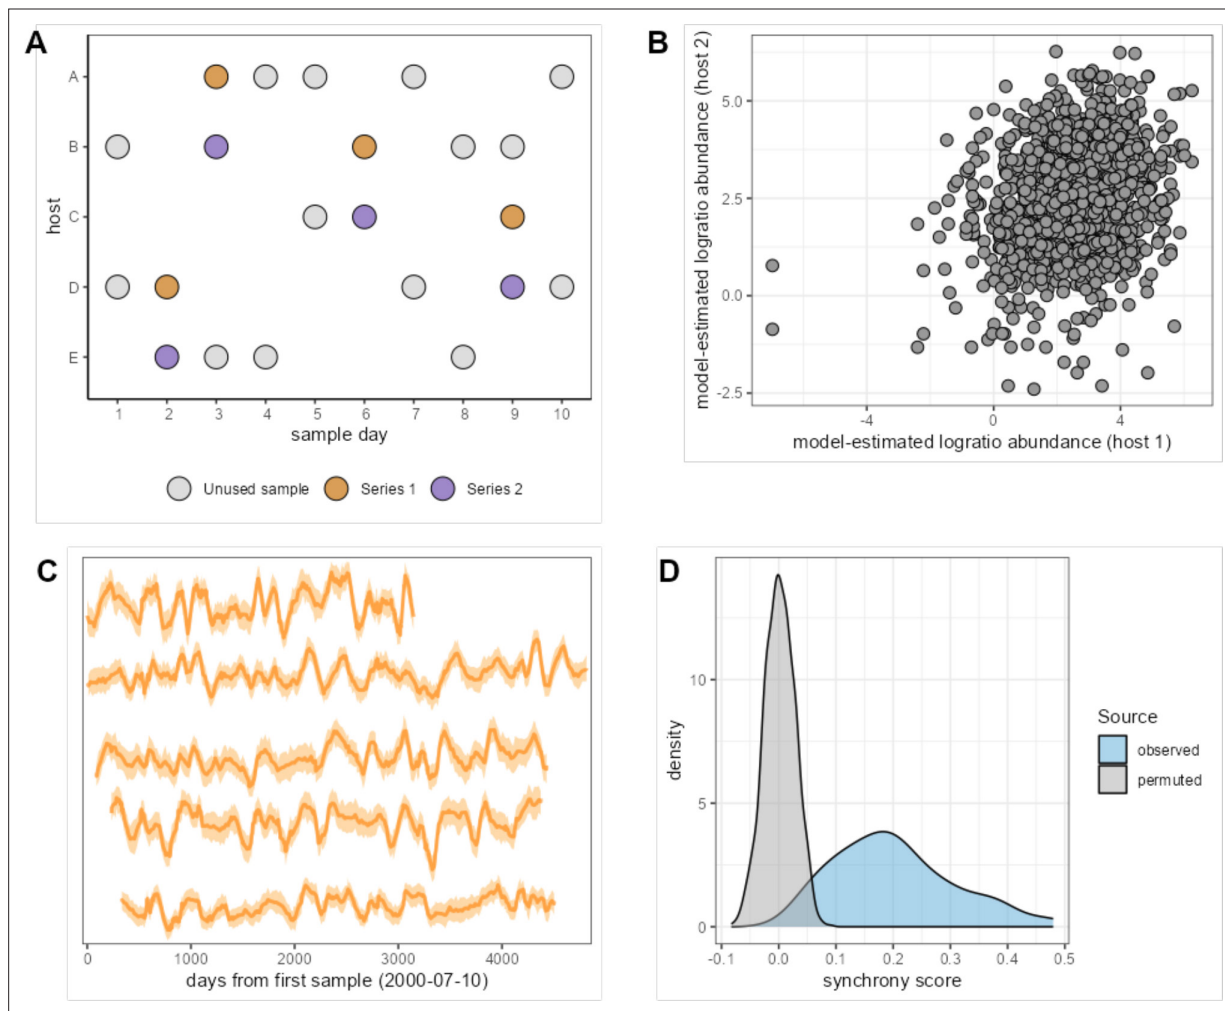 A
host
A
B
C
D
E
1 2 3 4 5 6 7 8 9 10
sample day
Unused sample Series 1 Series 2
B
model-estimated logratio abundance (host 2)
5.0
2.5
0.0
-2.5
-4 0 4
model-estimated logratio abundance (host 1)
C
0 1000 2000 3000 4000
days from first sample (2000-07-10)
D
density
10
5
0
-0.1 0.0 0.1 0.2 0.3 0.4 0.5
synchrony score
Source
observed
permuted